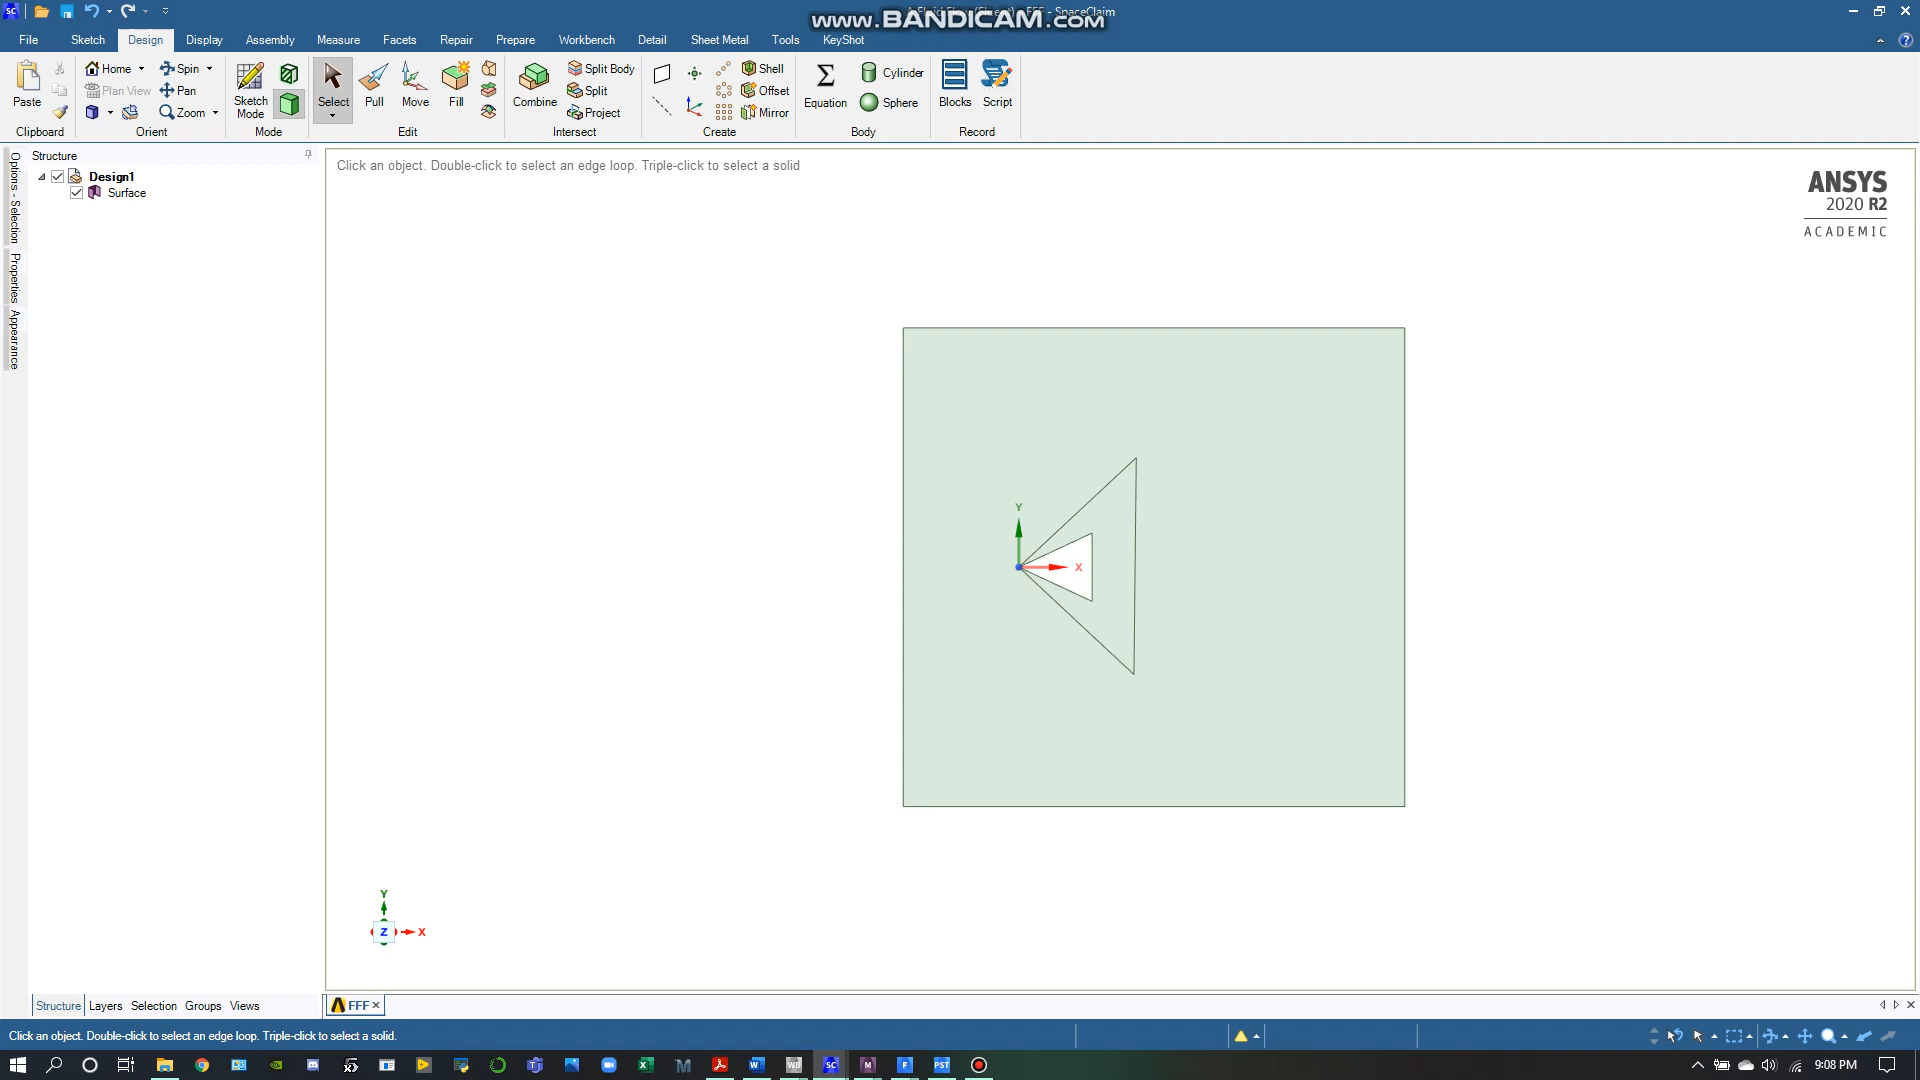 www.BANDICAM.com
SpaceClaim
File Sketch Design Display Assembly Measure Facets Repair Prepare Workbench Detail Sheet Metal Tools KeyShot
Paste
Clipboard
Home Spin
Plan View Pan
Zoom
Orient
Sketch Mode
Mode
Select Pull Move Fill
Edit
Combine
Split Body
Split
Project
Intersect
Shell
Offset
Mirror
Create
Equation
Cylinder
Sphere
Body
Blocks Script
Record
Options - Selection
Properties
Appearance
Structure
Design1
Surface
Click an object. Double-click to select an edge loop. Triple-click to select a solid
ANSYS
2020 R2
ACADEMIC
Y
X
Y
Z X
Structure Layers Selection Groups Views
FFF
Click an object. Double-click to select an edge loop. Triple-click to select a solid.
9:08 PM